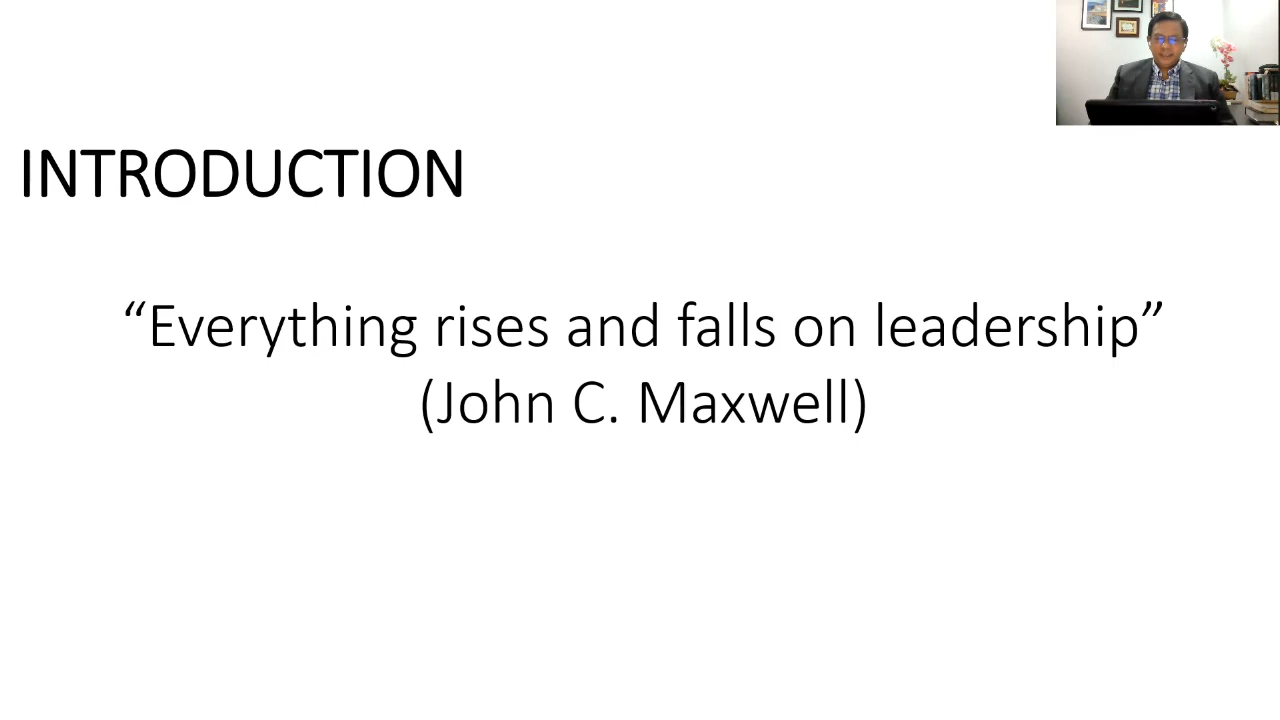 INTRODUCTION
“Everything rises and falls on leadership”
(John C. Maxwell)